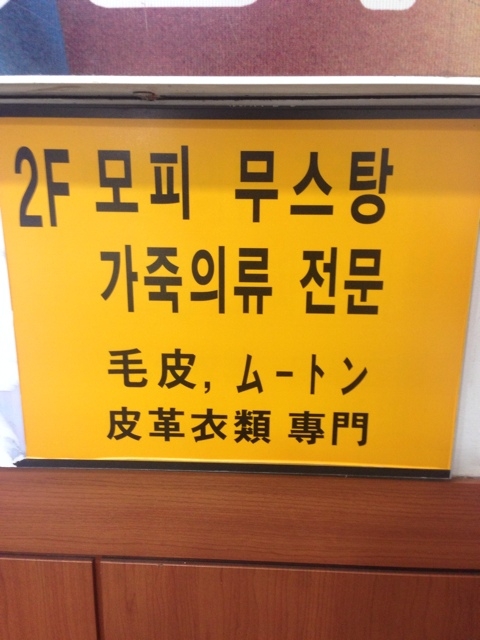 2F 모피 무스탕
가죽의류 전문
毛皮, ムートン
皮革衣類 專門